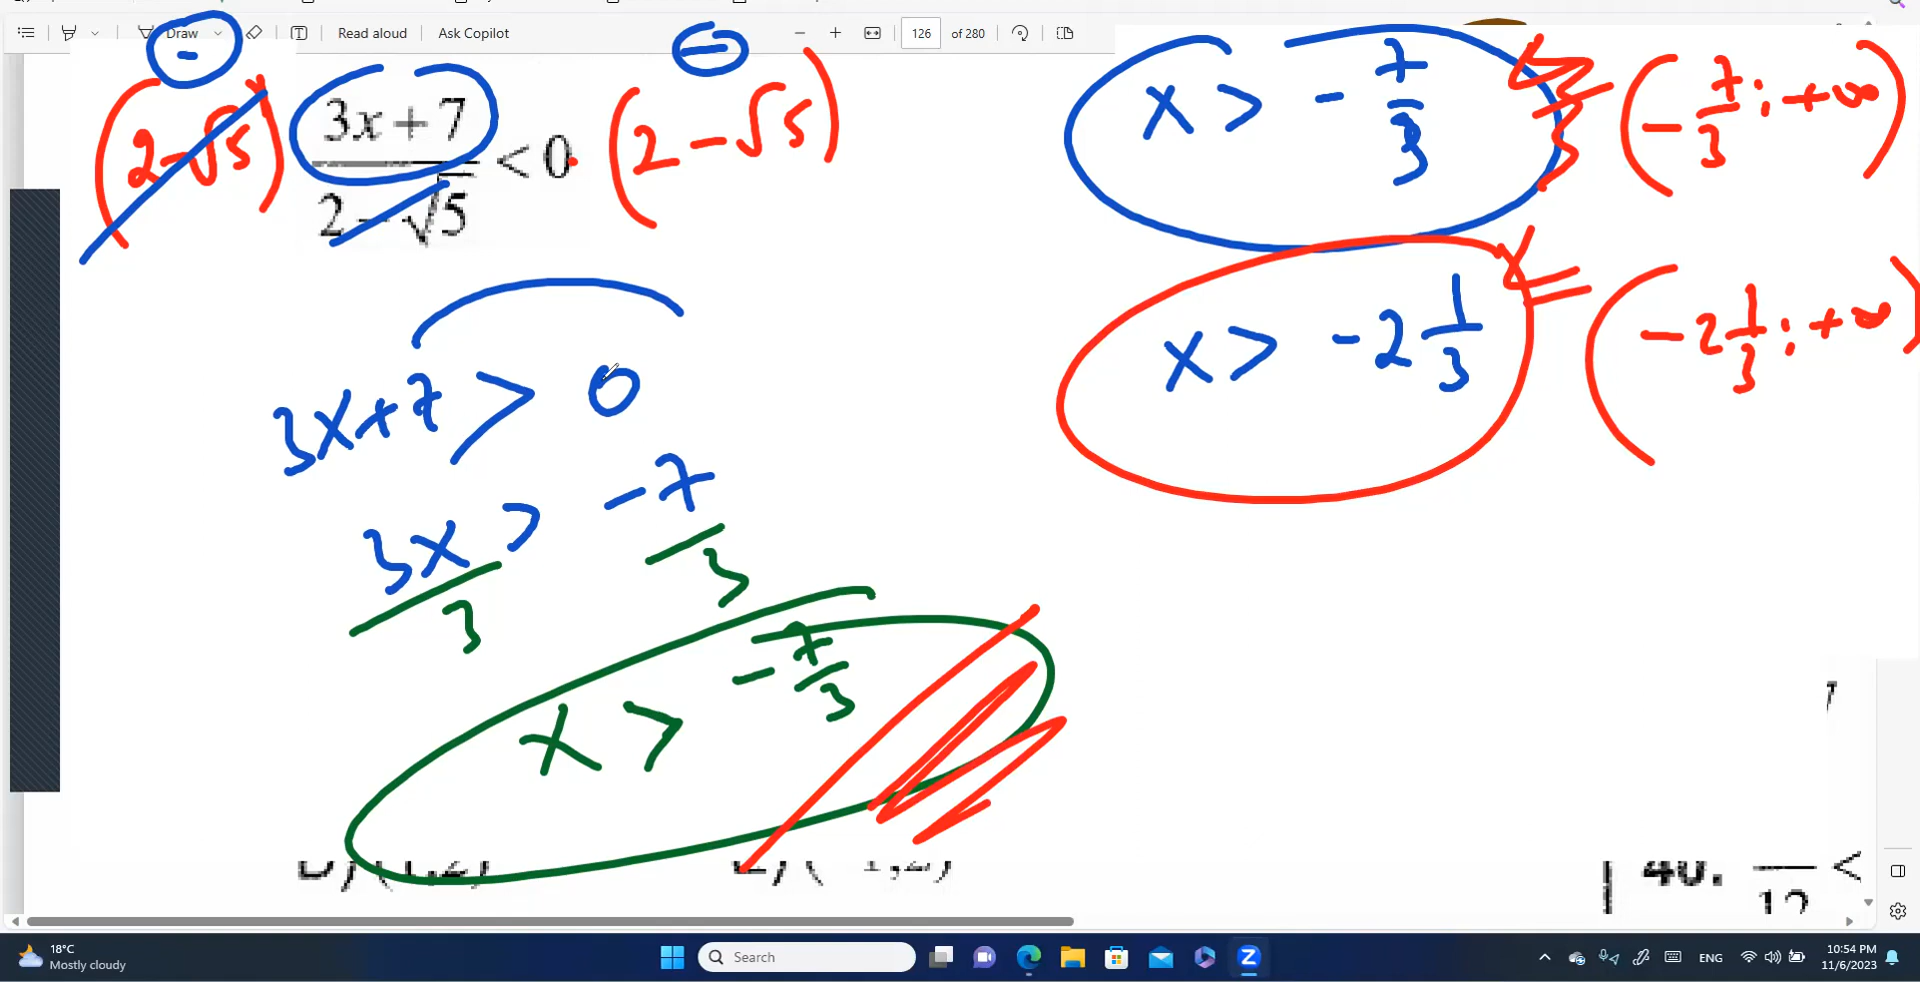 Draw
Read aloud
Ask Copilot
126
of 280
-
(2-√5) (3x+7)/(2-√5) < 0 · (2-√5)
3x+7 > 0
3x/3 > -7/3
x > -7/3
x > -7/3 (-7/3; +∞)
x > -2 1/3 (-2 1/3; +∞)
40. — <
12
18°C
Mostly cloudy
Search
ENG
10:54 PM
11/6/2023